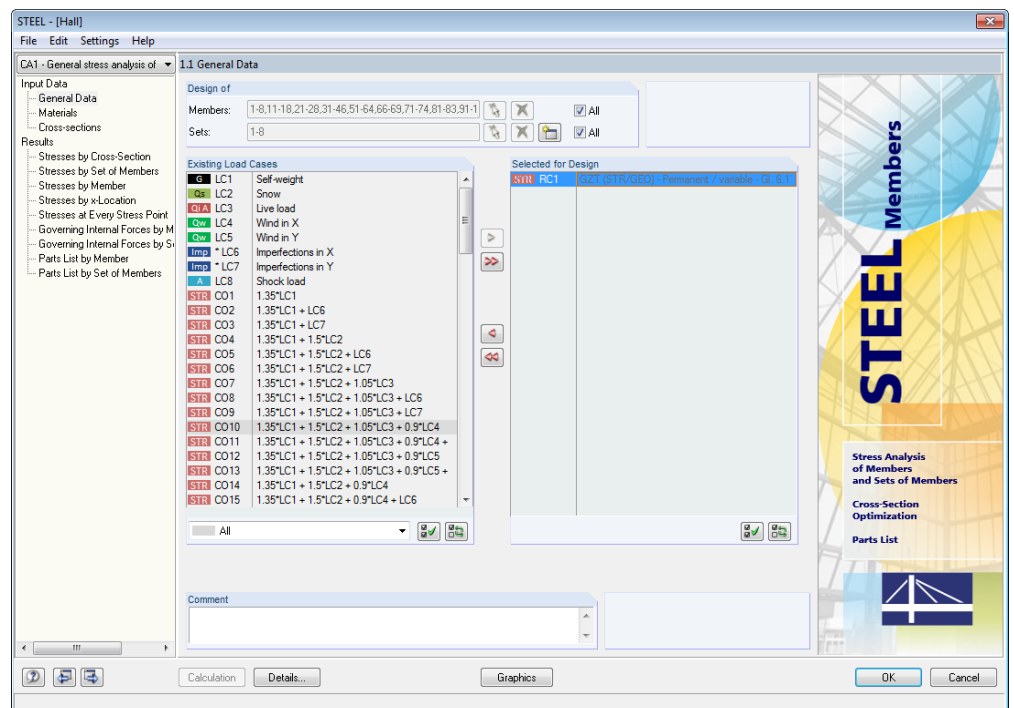 STEEL - [Hall]
File Edit Settings Help
CA1 - General stress analysis of
1.1 General Data
Input Data
General Data
Materials
Cross-sections
Results
Stresses by Cross-Section
Stresses by Set of Members
Stresses by Member
Stresses by x-Location
Stresses at Every Stress Point
Governing Internal Forces by M
Governing Internal Forces by S
Parts List by Member
Parts List by Set of Members
Design of
Members: 1-8,11-18,21-28,31-46,51-64,66-69,71-74,81-83,91-1 All
Sets: 1-8 All
Existing Load Cases
G LC1 Self-weight
Qs LC2 Snow
Qi A LC3 Live load
Qw LC4 Wind in X
Qw LC5 Wind in Y
Imp * LC6 Imperfections in X
Imp * LC7 Imperfections in Y
A LC8 Shock load
STR CO1 1.35*LC1
STR CO2 1.35*LC1 + LC6
STR CO3 1.35*LC1 + LC7
STR CO4 1.35*LC1 + 1.5*LC2
STR CO5 1.35*LC1 + 1.5*LC2 + LC6
STR CO6 1.35*LC1 + 1.5*LC2 + LC7
STR CO7 1.35*LC1 + 1.5*LC2 + 1.05*LC3
STR CO8 1.35*LC1 + 1.5*LC2 + 1.05*LC3 + LC6
STR CO9 1.35*LC1 + 1.5*LC2 + 1.05*LC3 + LC7
STR CO10 1.35*LC1 + 1.5*LC2 + 1.05*LC3 + 0.9*LC4
STR CO11 1.35*LC1 + 1.5*LC2 + 1.05*LC3 + 0.9*LC4 +
STR CO12 1.35*LC1 + 1.5*LC2 + 1.05*LC3 + 0.9*LC5
STR CO13 1.35*LC1 + 1.5*LC2 + 1.05*LC3 + 0.9*LC5 +
STR CO14 1.35*LC1 + 1.5*LC2 + 0.9*LC4
STR CO15 1.35*LC1 + 1.5*LC2 + 0.9*LC4 + LC6
All
Selected for Design
STR RC1 GZT (STR/GEO) - Permanent / variable - Gl. 6.1
Comment
STEEL Members
Stress Analysis
of Members
and Sets of Members
Cross-Section
Optimization
Parts List
Calculation
Details...
Graphics
OK
Cancel